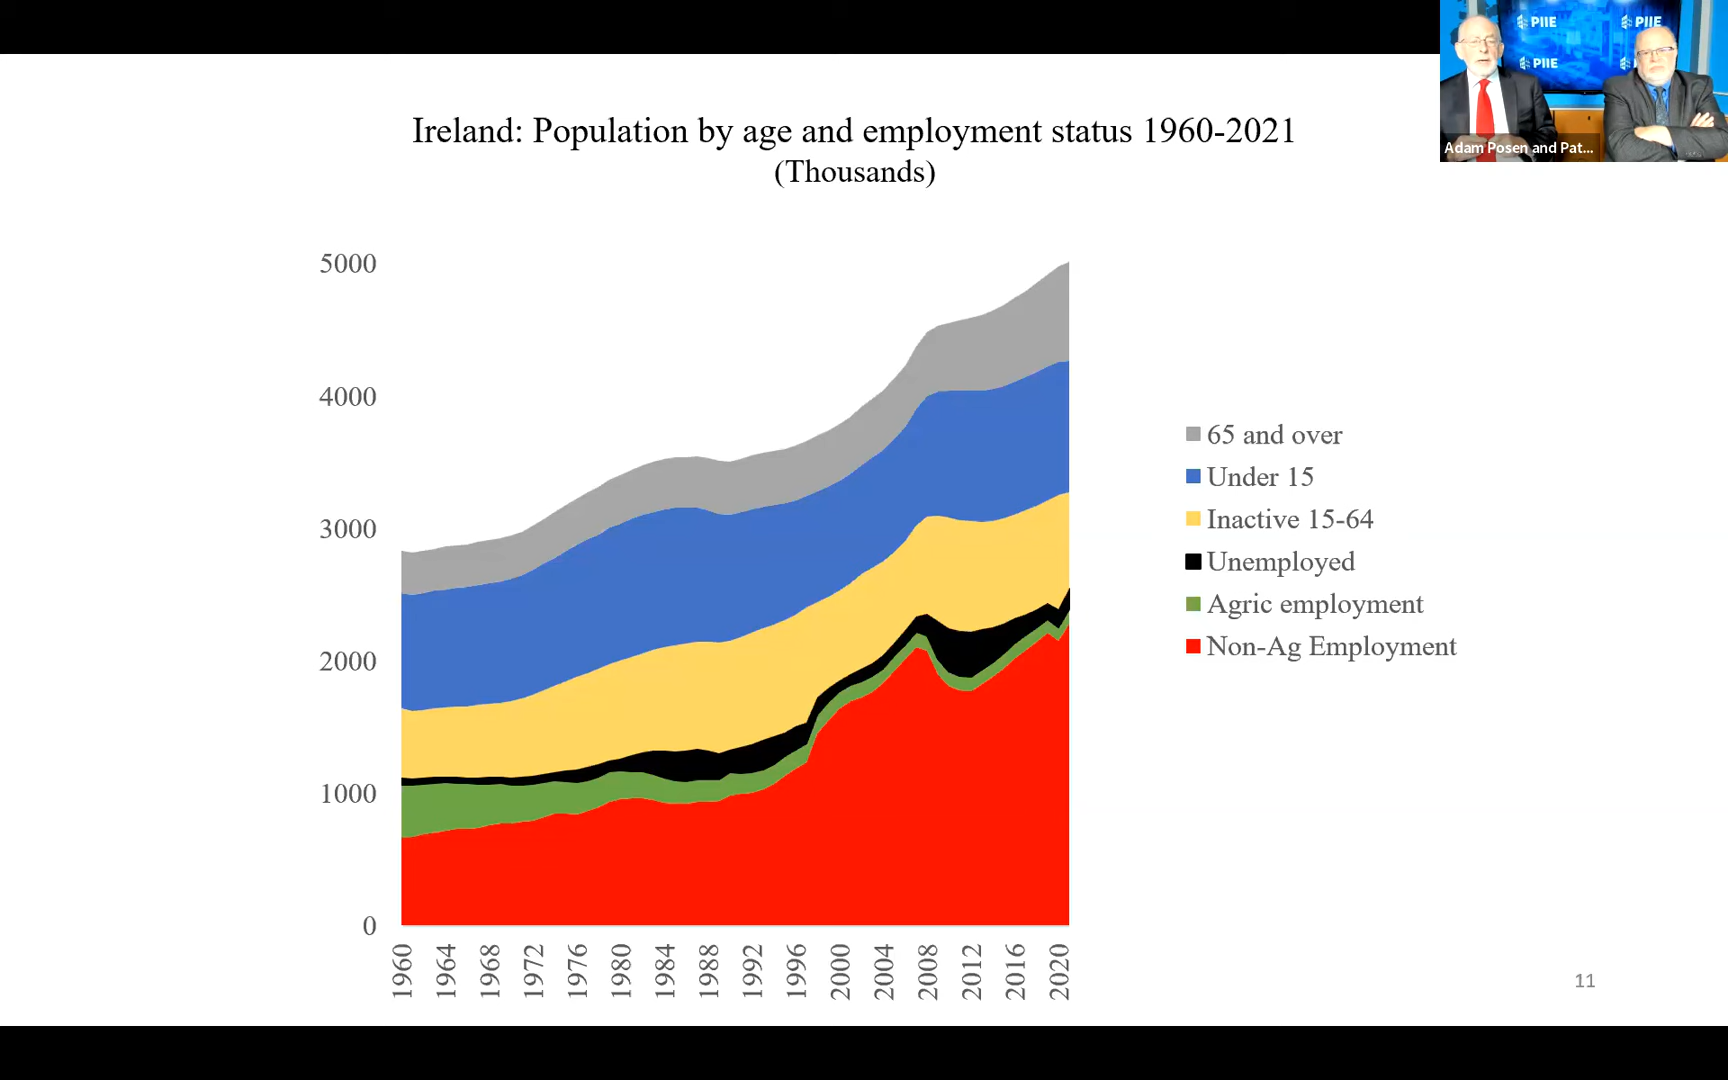 PIIE
PIIE
PIIE
PIIE
Adam Posen and Pat...
Ireland: Population by age and employment status 1960-2021
(Thousands)
5000
4000
3000
2000
1000
0
1960
1964
1968
1972
1976
1980
1984
1988
1992
1996
2000
2004
2008
2012
2016
2020
65 and over
Under 15
Inactive 15-64
Unemployed
Agric employment
Non-Ag Employment
11